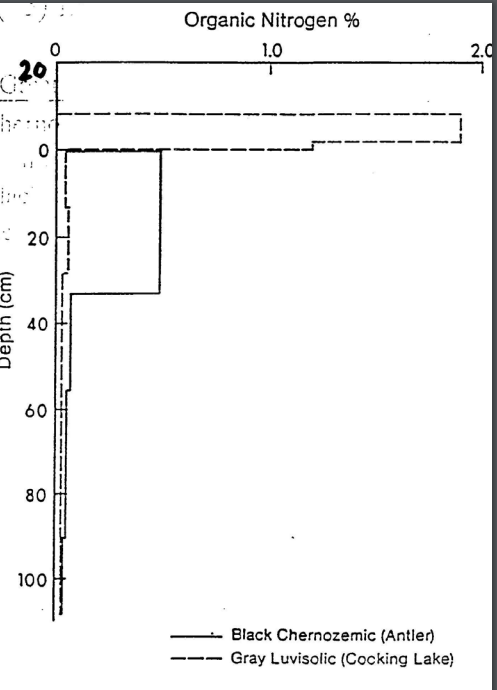 Organic Nitrogen %
0 1.0 2.0
20
0
20
40
60
80
100
Depth (cm)
Black Chernozemic (Antler)
Gray Luvisolic (Cocking Lake)